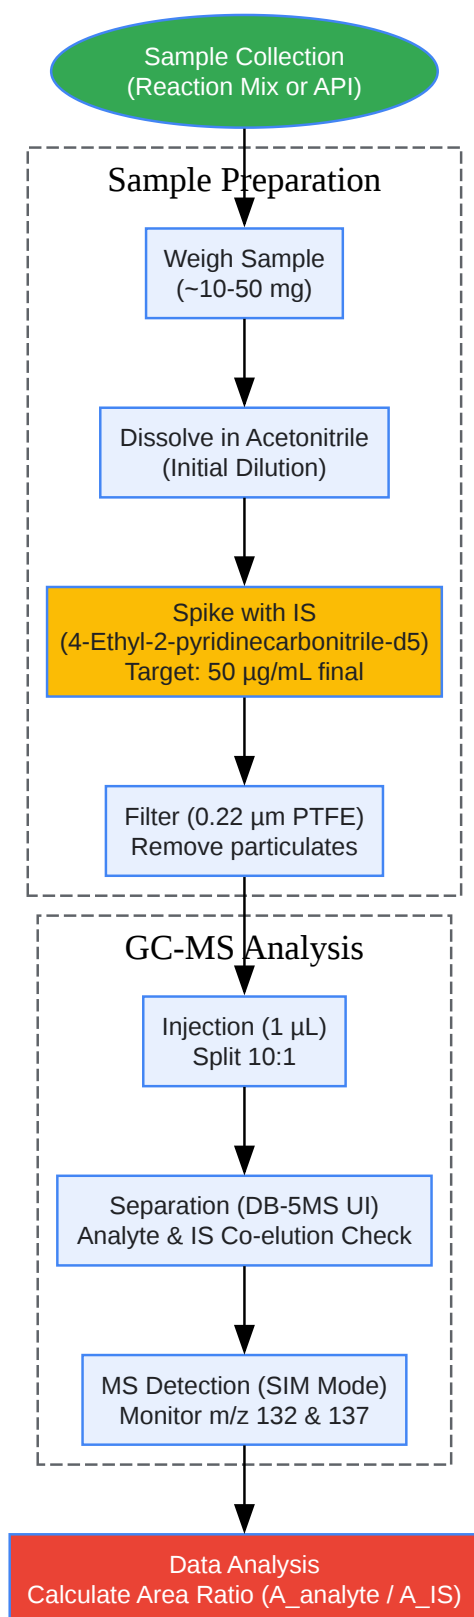 Sample Collection
(Reaction Mix or API)
Sample Preparation
Weigh Sample
(~10-50 mg)
Dissolve in Acetonitrile
(Initial Dilution)
Spike with IS
(4-Ethyl-2-pyridinecarbonitrile-d5)
Target: 50 µg/mL final
Filter (0.22 µm PTFE)
Remove particulates
GC-MS Analysis
Injection (1 µL)
Split 10:1
Separation (DB-5MS UI)
Analyte & IS Co-elution Check
MS Detection (SIM Mode)
Monitor m/z 132 & 137
Data Analysis
Calculate Area Ratio (A_analyte / A_IS)